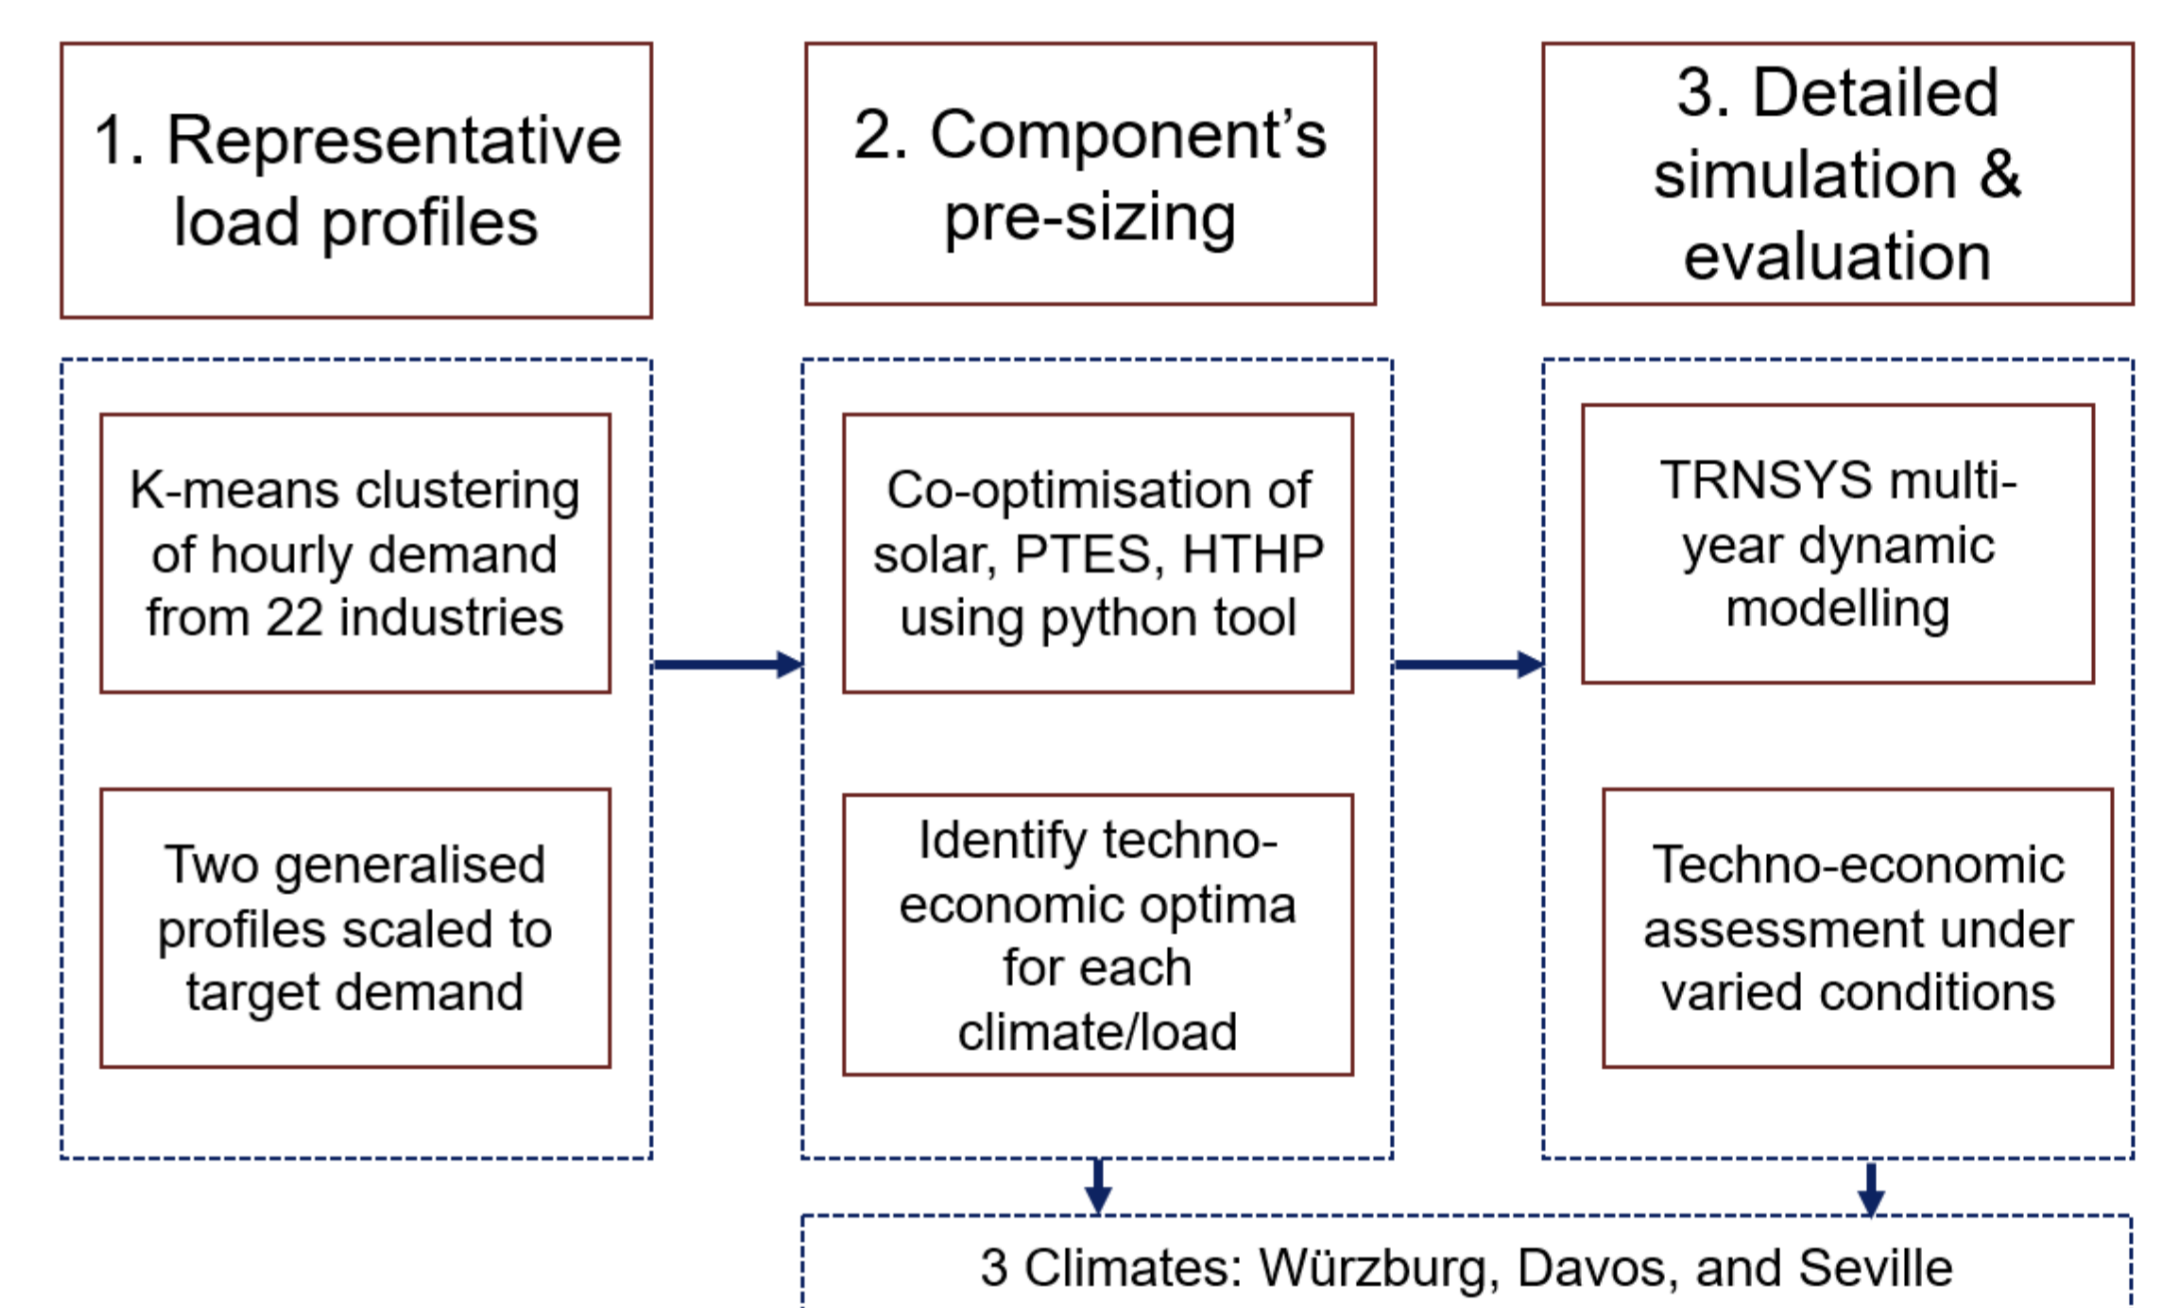 1. Representative
load profiles
2. Component’s
pre-sizing
3. Detailed
simulation &
evaluation
K-means clustering
of hourly demand
from 22 industries
Two generalised
profiles scaled to
target demand
Co-optimisation of
solar, PTES, HTHP
using python tool
Identify techno-
economic optima
for each
climate/load
TRNSYS multi-
year dynamic
modelling
Techno-economic
assessment under
varied conditions
3 Climates: Würzburg, Davos, and Seville